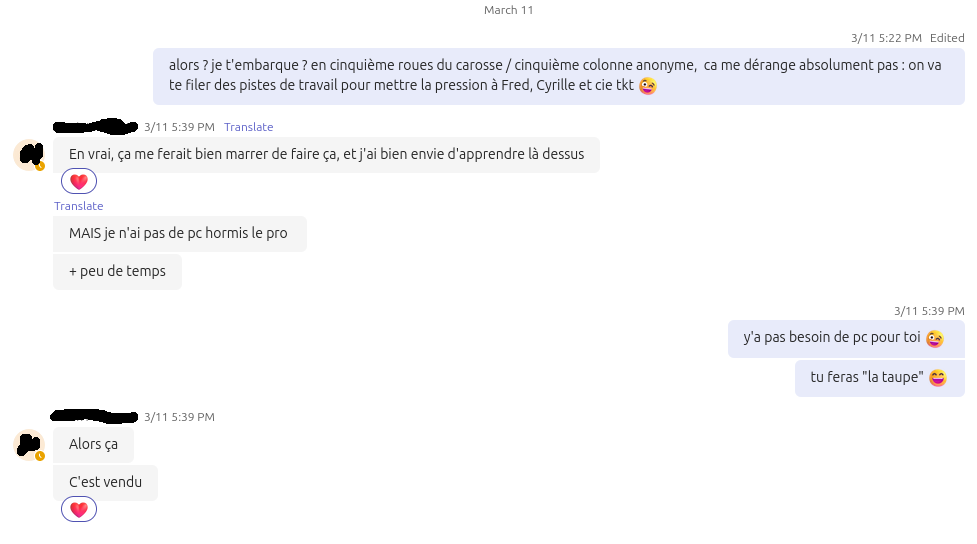 March 11
3/11 5:22 PM Edited
alors ? je t'embarque ? en cinquième roues du carosse / cinquième colonne anonyme, ca me dérange absolument pas : on va
te filer des pistes de travail pour mettre la pression à Fred, Cyrille et cie tkt 😉
3/11 5:39 PM Translate
En vrai, ça me ferait bien marrer de faire ça, et j'ai bien envie d'apprendre là dessus
Translate
MAIS je n'ai pas de pc hormis le pro
+ peu de temps
3/11 5:39 PM
y'a pas besoin de pc pour toi 😉
tu feras "la taupe" 😄
3/11 5:39 PM
Alors ça
C'est vendu